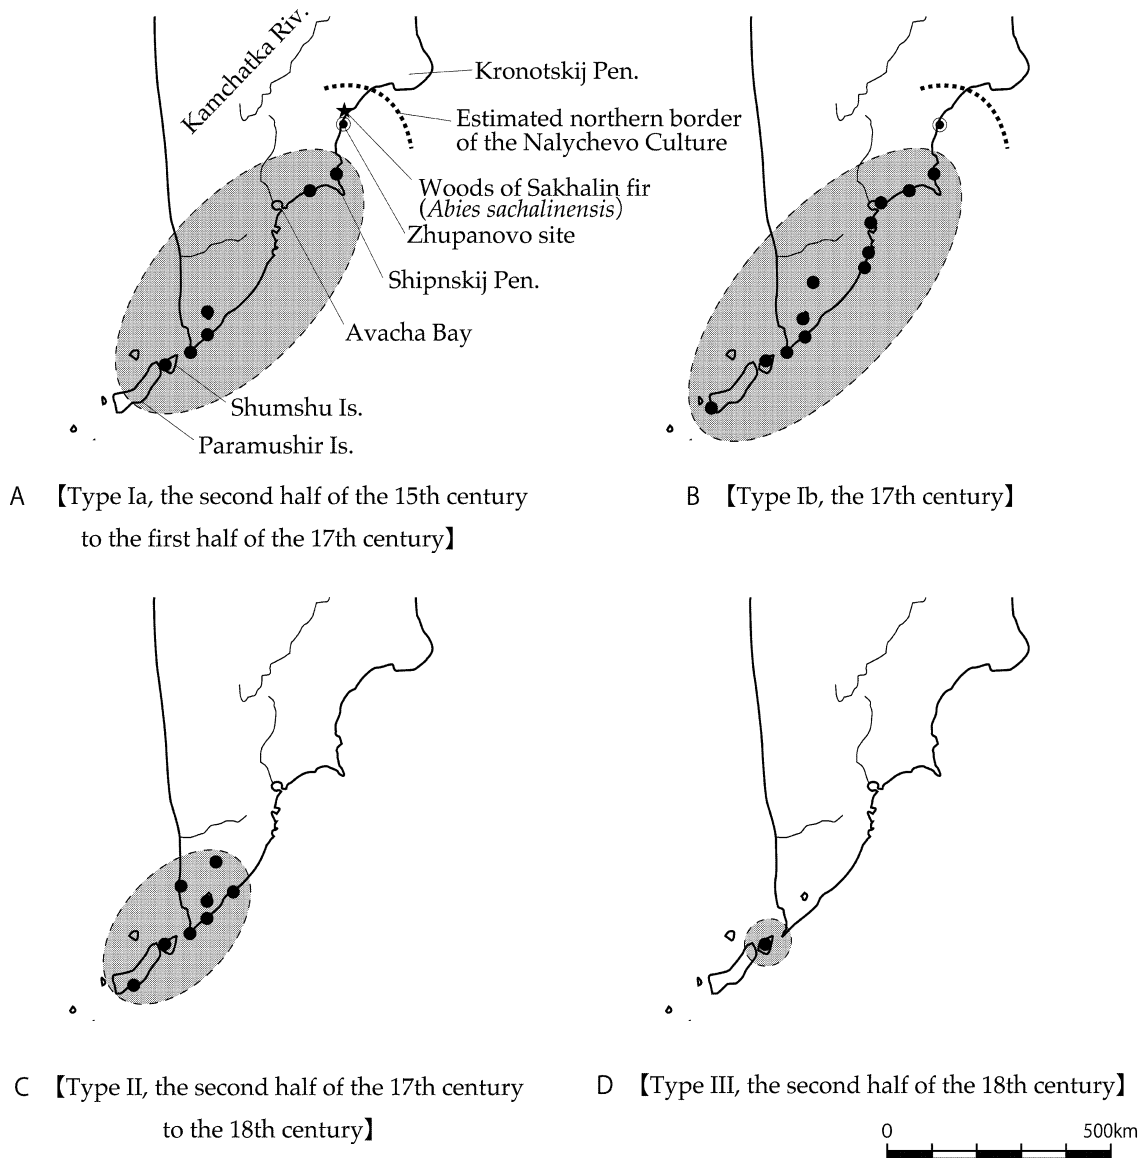 Kamchatka Riv.
Kronotskij Pen.
Estimated northern border
of the Nalychevo Culture
Woods of Sakhalin fir
(Abies sachalinensis)
Zhupanovo site
Shipnskij Pen.
Avacha Bay
Shumshu Is.
Paramushir Is.
A 【Type Ia, the second half of the 15th century
to the first half of the 17th century】
B 【Type Ib, the 17th century】
C 【Type II, the second half of the 17th century
to the 18th century】
D 【Type III, the second half of the 18th century】
0 500km